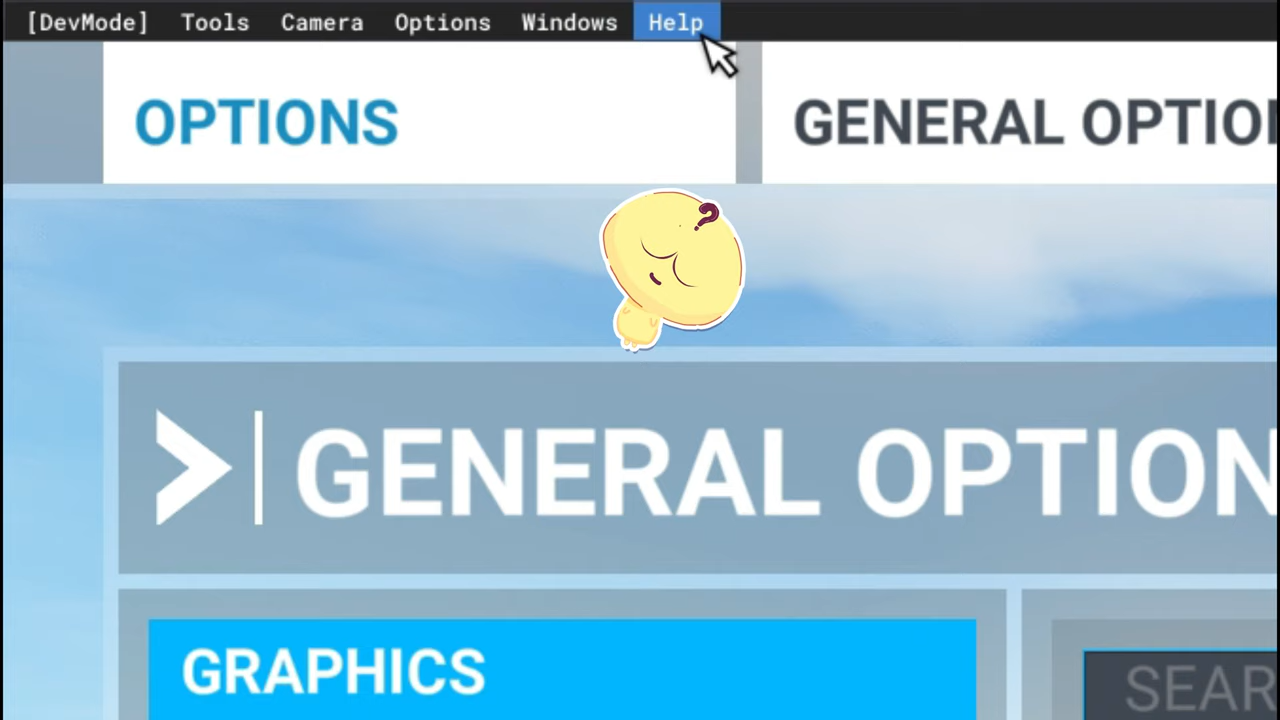 [DevMode] Tools Camera Options Windows Help
OPTIONS
GENERAL OPTIO
?
GENERAL OPTION
GRAPHICS
SEAR